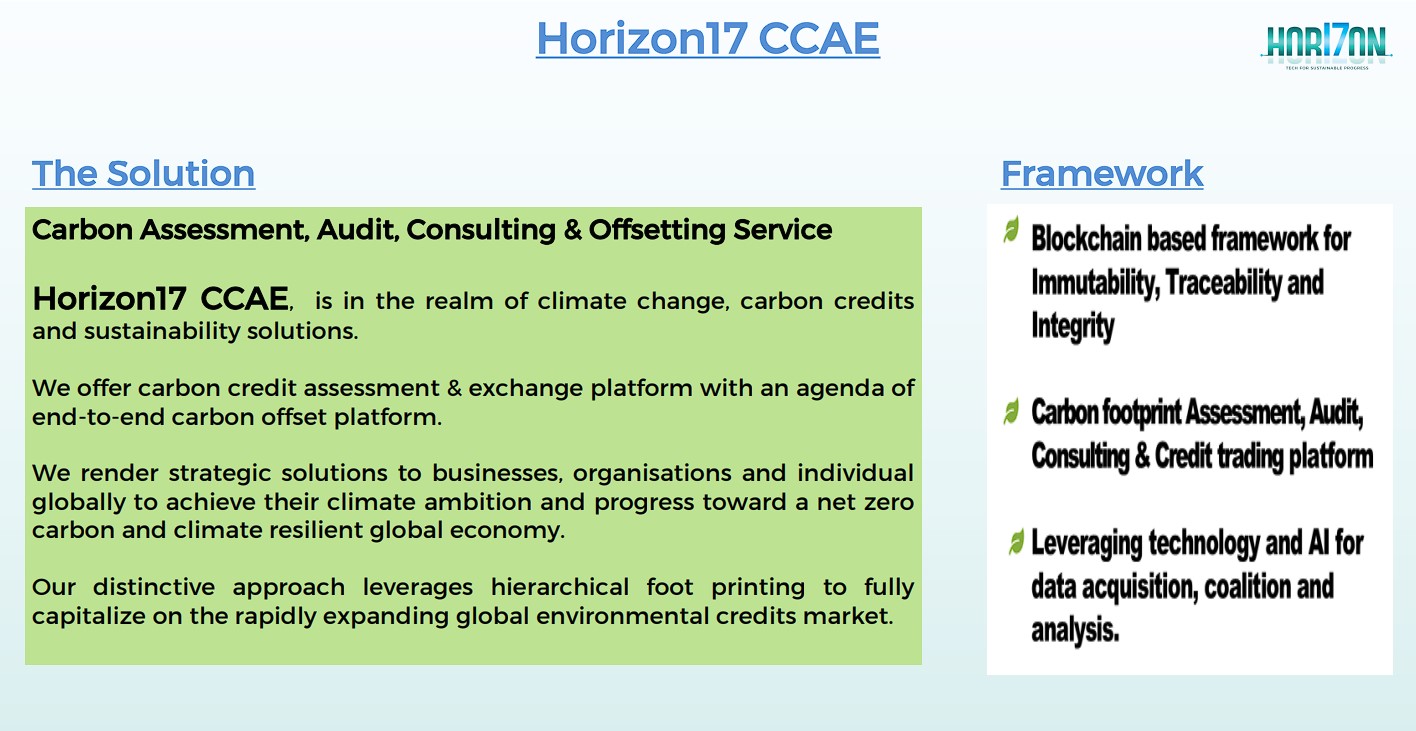 Horizon17 CCAE
HORI7ON
TECH FOR SUSTAINABLE PROGRESS
The Solution
Carbon Assessment, Audit, Consulting & Offsetting Service
Horizon17 CCAE, is in the realm of climate change, carbon credits
and sustainability solutions.
We offer carbon credit assessment & exchange platform with an agenda of
end-to-end carbon offset platform.
We render strategic solutions to businesses, organisations and individual
globally to achieve their climate ambition and progress toward a net zero
carbon and climate resilient global economy.
Our distinctive approach leverages hierarchical foot printing to fully
capitalize on the rapidly expanding global environmental credits market.
Framework
Blockchain based framework for
Immutability, Traceability and
Integrity
Carbon footprint Assessment, Audit,
Consulting & Credit trading platform
Leveraging technology and AI for
data acquisition, coalition and
analysis.